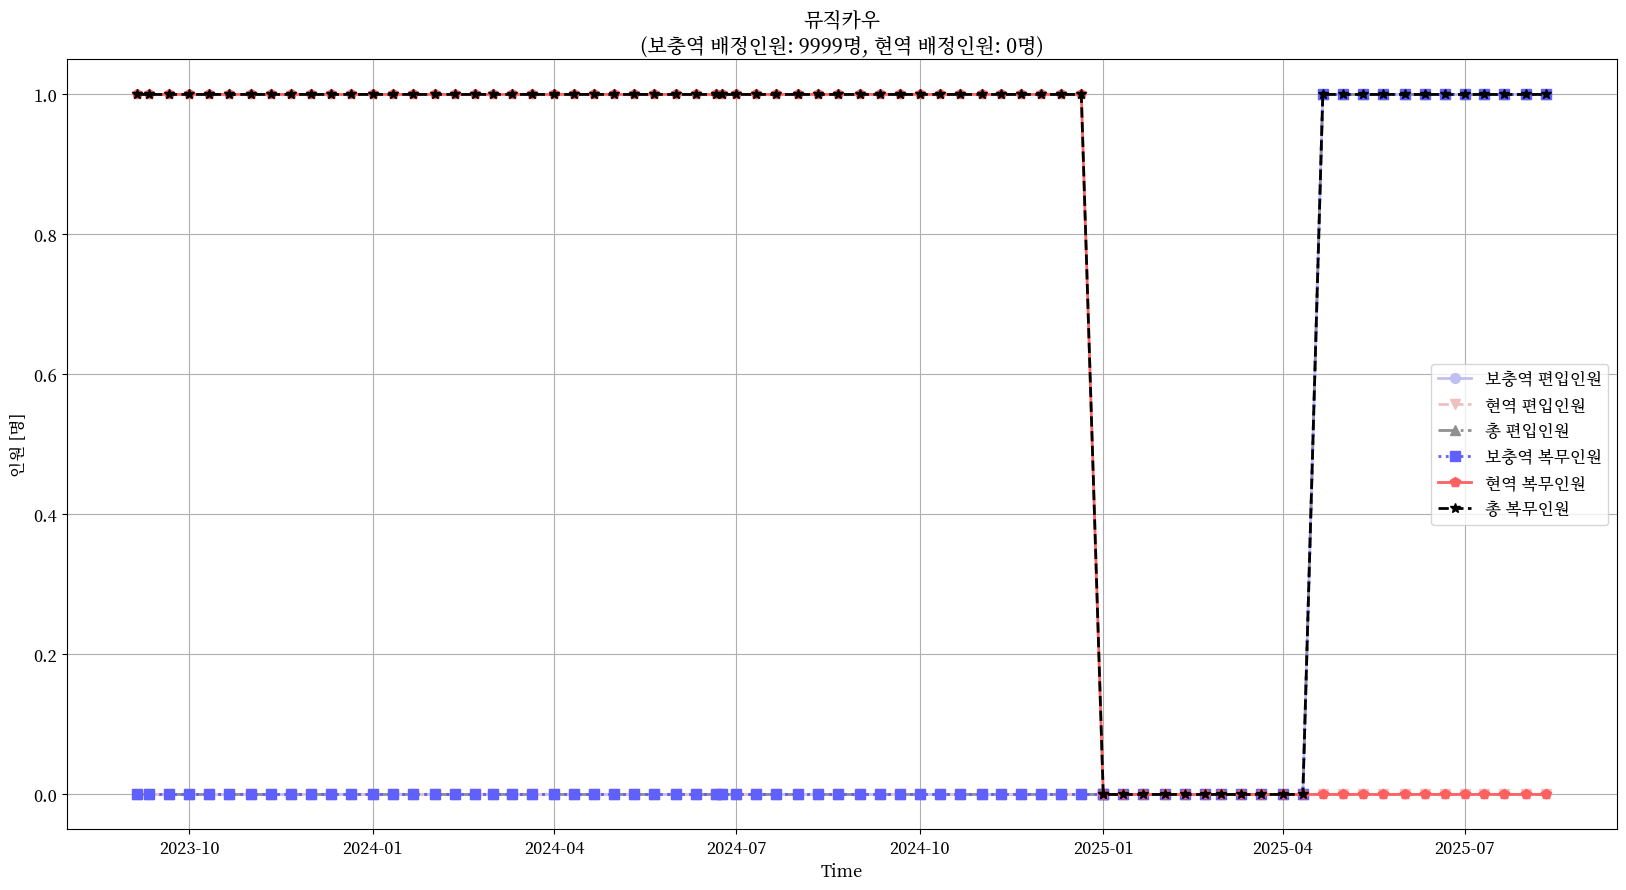 뮤직카우
(보충역 배정인원: 9999명, 현역 배정인원: 0명)
인원 [명]
1.0
0.8
0.6
0.4
0.2
0.0
보충역 편입인원
현역 편입인원
총 편입인원
보충역 복무인원
현역 복무인원
총 복무인원
2023-10
2024-01
2024-04
2024-07
2024-10
2025-01
2025-04
2025-07
Time